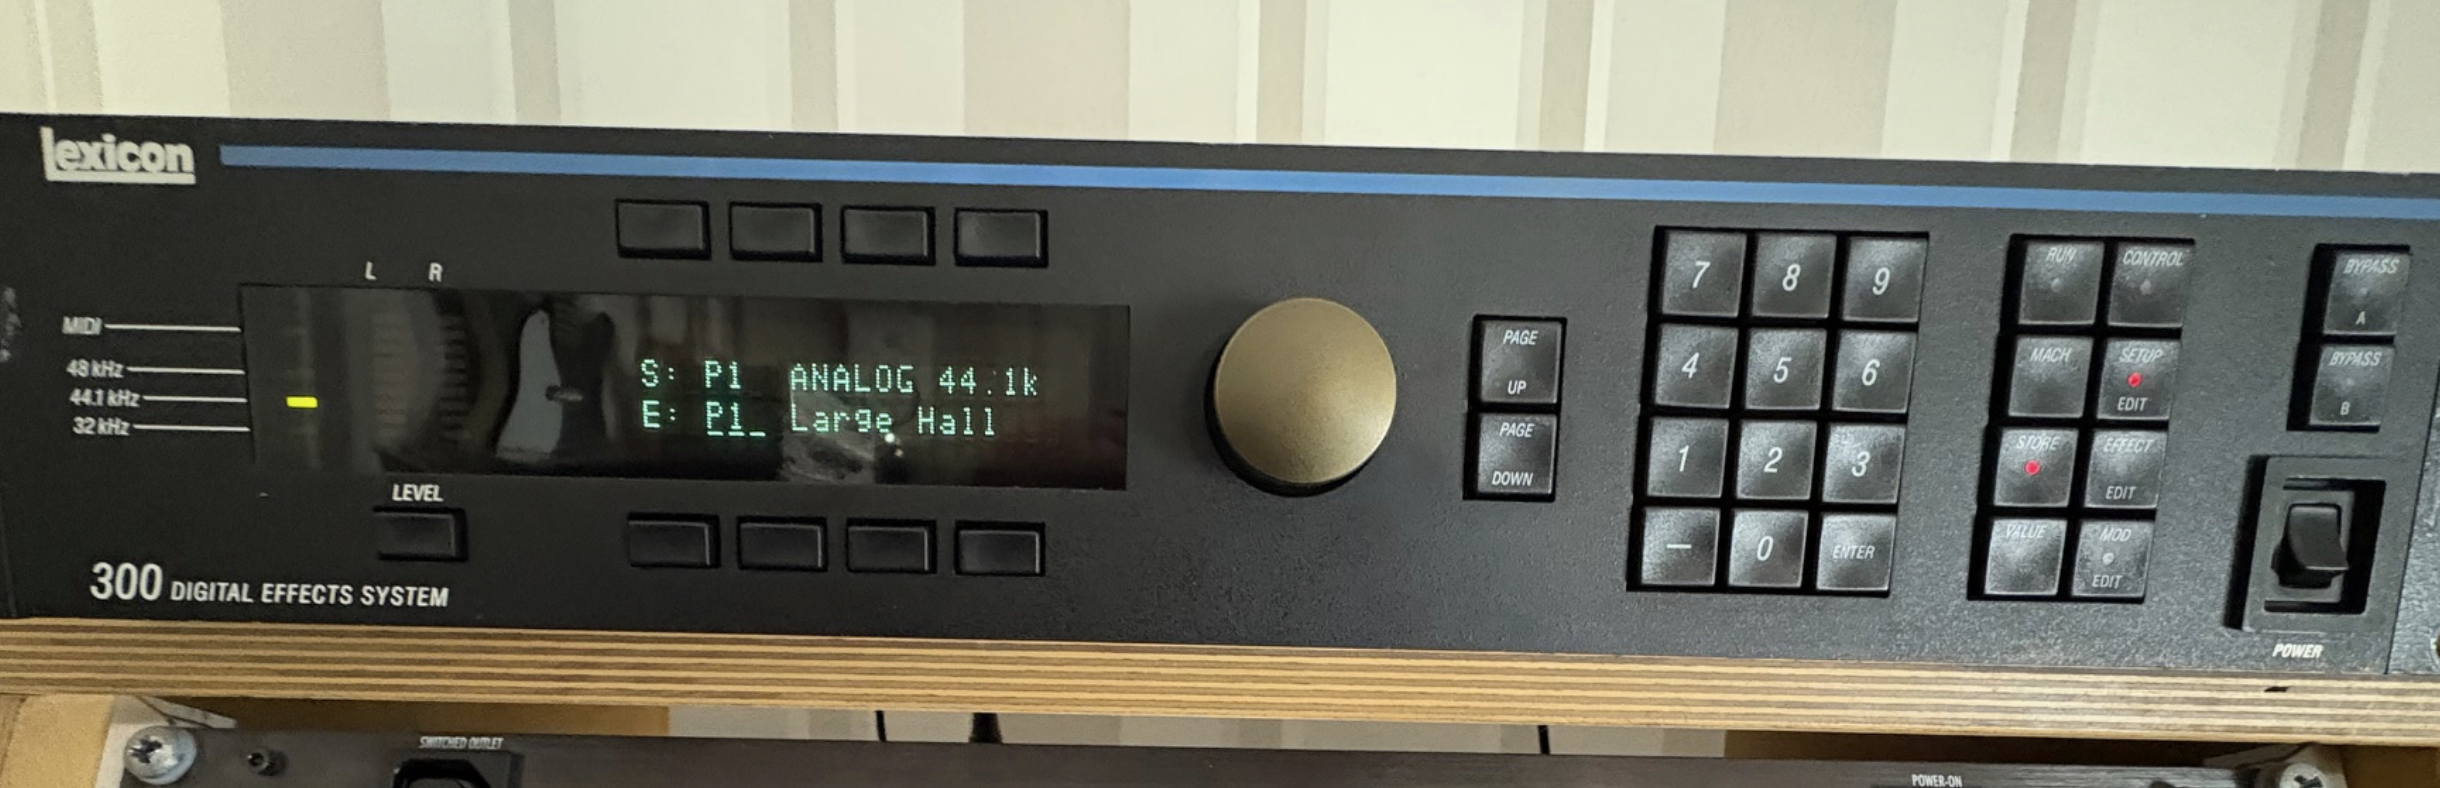 lexicon
L R
MIDI
48 kHz
44.1 kHz
32 kHz
S: P1 ANALOG 44.1k
E: P1_ Large Hall
LEVEL
300 DIGITAL EFFECTS SYSTEM
PAGE
UP
PAGE
DOWN
7 8 9
4 5 6
1 2 3
— 0 ENTER
RUN CONTROL
MACH SETUP
EDIT
STORE EFFECT
EDIT
VALUE MOD
EDIT
BYPASS
A
BYPASS
B
POWER
SWITCHED OUTLET
POWER-ON